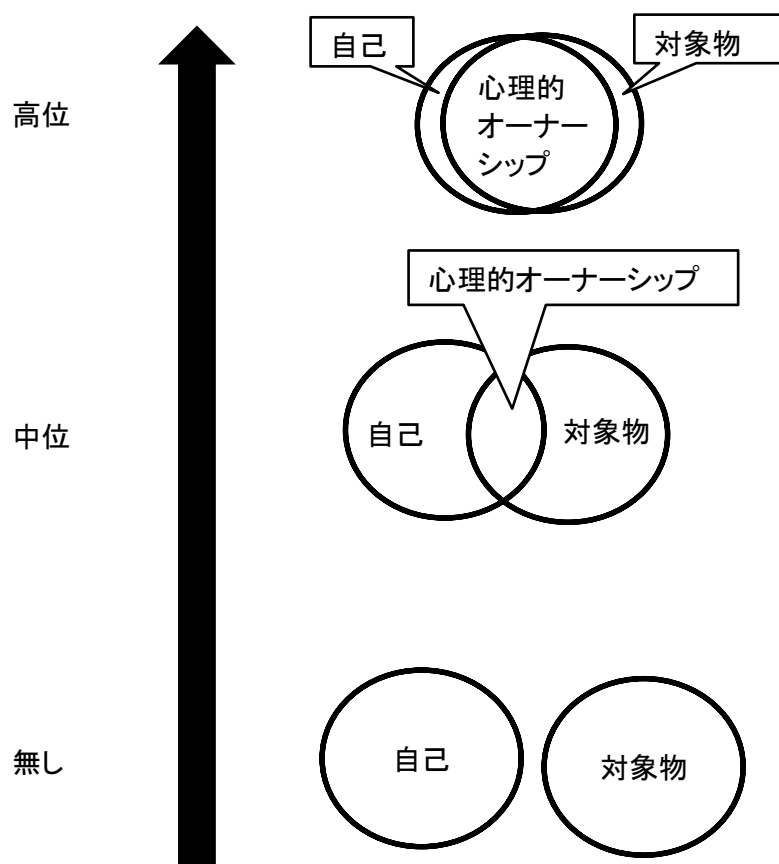 自己
対象物
高位
心理的
オーナー
シップ
心理的オーナーシップ
中位
自己
対象物
無し
自己
対象物